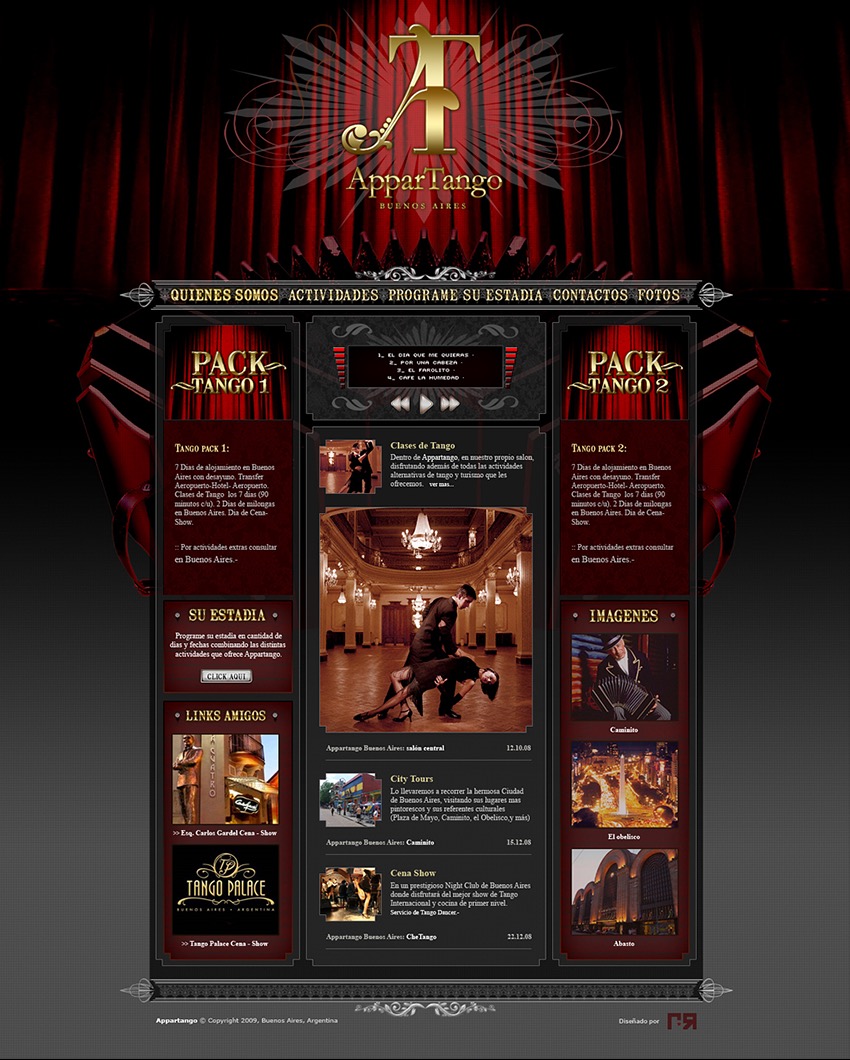 AT
ApparTango
BUENOS AIRES
QUIENES SOMOS ACTIVIDADES PROGRAME SU ESTADIA CONTACTOS FOTOS
PACK
TANGO 1
TANGO PACK 1:
7 Dias de alojamiento en Buenos
Aires con desayuno. Transfer
Aeropuerto-Hotel- Aeropuerto.
Clases de Tango los 7 dias (90
minutos c/u). 2 Dias de milongas
en Buenos Aires. Dia de Cena-
Show.
:: Por actividades extras consultar
en Buenos Aires.-
SU ESTADIA
Programe su estadia en cantidad de
dias y fechas combinando las distintas
actividades que ofrece Appartango.
CLICK AQUI
LINKS AMIGOS
>> Esq. Carlos Gardel Cena - Show
TP
TANGO PALACE
BUENOS AIRES • ARGENTINA
>> Tango Palace Cena - Show
1_ EL DIA QUE ME QUIERAS -
2_ POR UNA CABEZA -
3_ EL FAROLITO -
4_ CAFE LA HUMEDAD -
Clases de Tango
Dentro de Appartango, en nuestro propio salon,
disfrutando además de todas las actividades
alternativas de tango y turismo que les
ofrecemos. ver mas...
Appartango Buenos Aires: salón central 12.10.08
City Tours
Lo llevaremos a recorrer la hermosa Ciudad
de Buenos Aires, visitando sus lugares mas
pintorescos y sus referentes culturales
(Plaza de Mayo, Caminito, el Obelisco,y más)
Appartango Buenos Aires: Caminito 15.12.08
Cena Show
En un prestigioso Night Club de Buenos Aires
donde disfrutará del mejor show de Tango
Internacional y cocina de primer nivel.
Servicio de Tango Dancer.-
Appartango Buenos Aires: CheTango 22.12.08
PACK
TANGO 2
TANGO PACK 2:
7 Dias de alojamiento en Buenos
Aires con desayuno. Transfer
Aeropuerto-Hotel- Aeropuerto.
Clases de Tango los 7 dias (90
minutos c/u). 2 Dias de milongas
en Buenos Aires. Dia de Cena-
Show.
:: Por actividades extras consultar
en Buenos Aires.-
IMAGENES
Caminito
El obelisco
Abasto
Appartango © Copyright 2009, Buenos Aires, Argentina
Diseñado por